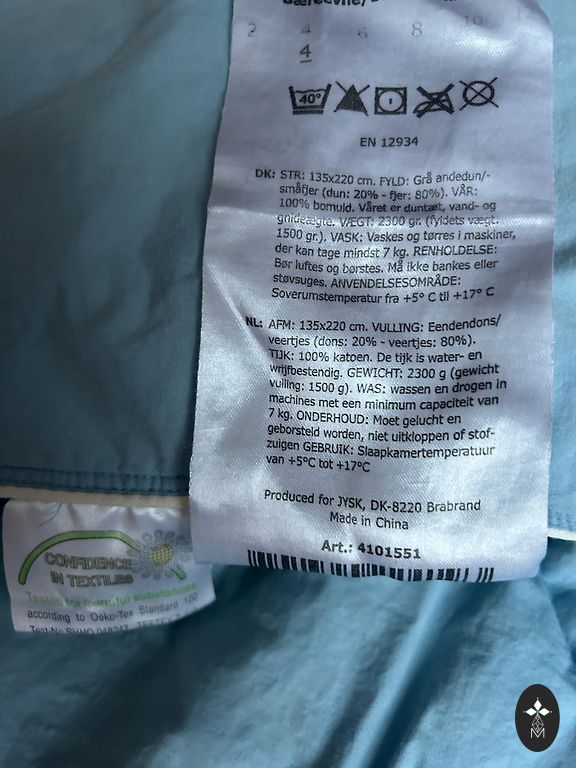 2 4 6 8 10
4
40°
EN 12934
DK: STR: 135x220 cm. FYLD: Grå andedun/-
småfjer (dun: 20% - fjer: 80%). VÅR:
100% bomuld. Våret er duntæt, vand- og
gnideægte. VÆGT: 2300 gr. (fyldets vægt:
1500 gr.). VASK: Vaskes og tørres i maskiner,
der kan tage mindst 7 kg. RENHOLDELSE:
Bør luftes og børstes. Må ikke bankes eller
støvsuges. ANVENDELSESOMRÅDE:
Soverumstemperatur fra +5° C til +17° C
NL: AFM: 135x220 cm. VULLING: Eendendons/
veertjes (dons: 20% - veertjes: 80%).
TIJK: 100% katoen. De tijk is water- en
wrijfbestendig. GEWICHT: 2300 g (gewicht
vulling: 1500 g). WAS: wassen en drogen in
machines met een minimum capaciteit van
7 kg. ONDERHOUD: Moet gelucht en
geborsteld worden, niet uitkloppen of stof-
zuigen GEBRUIK: Slaapkamertemperatuur
van +5°C tot +17°C
Produced for JYSK, DK-8220 Brabrand
Made in China
Art.: 4101551
CONFIDENCE
IN TEXTILES
Tested for harmful substances
according to Oeko-Tex Standard 100
M